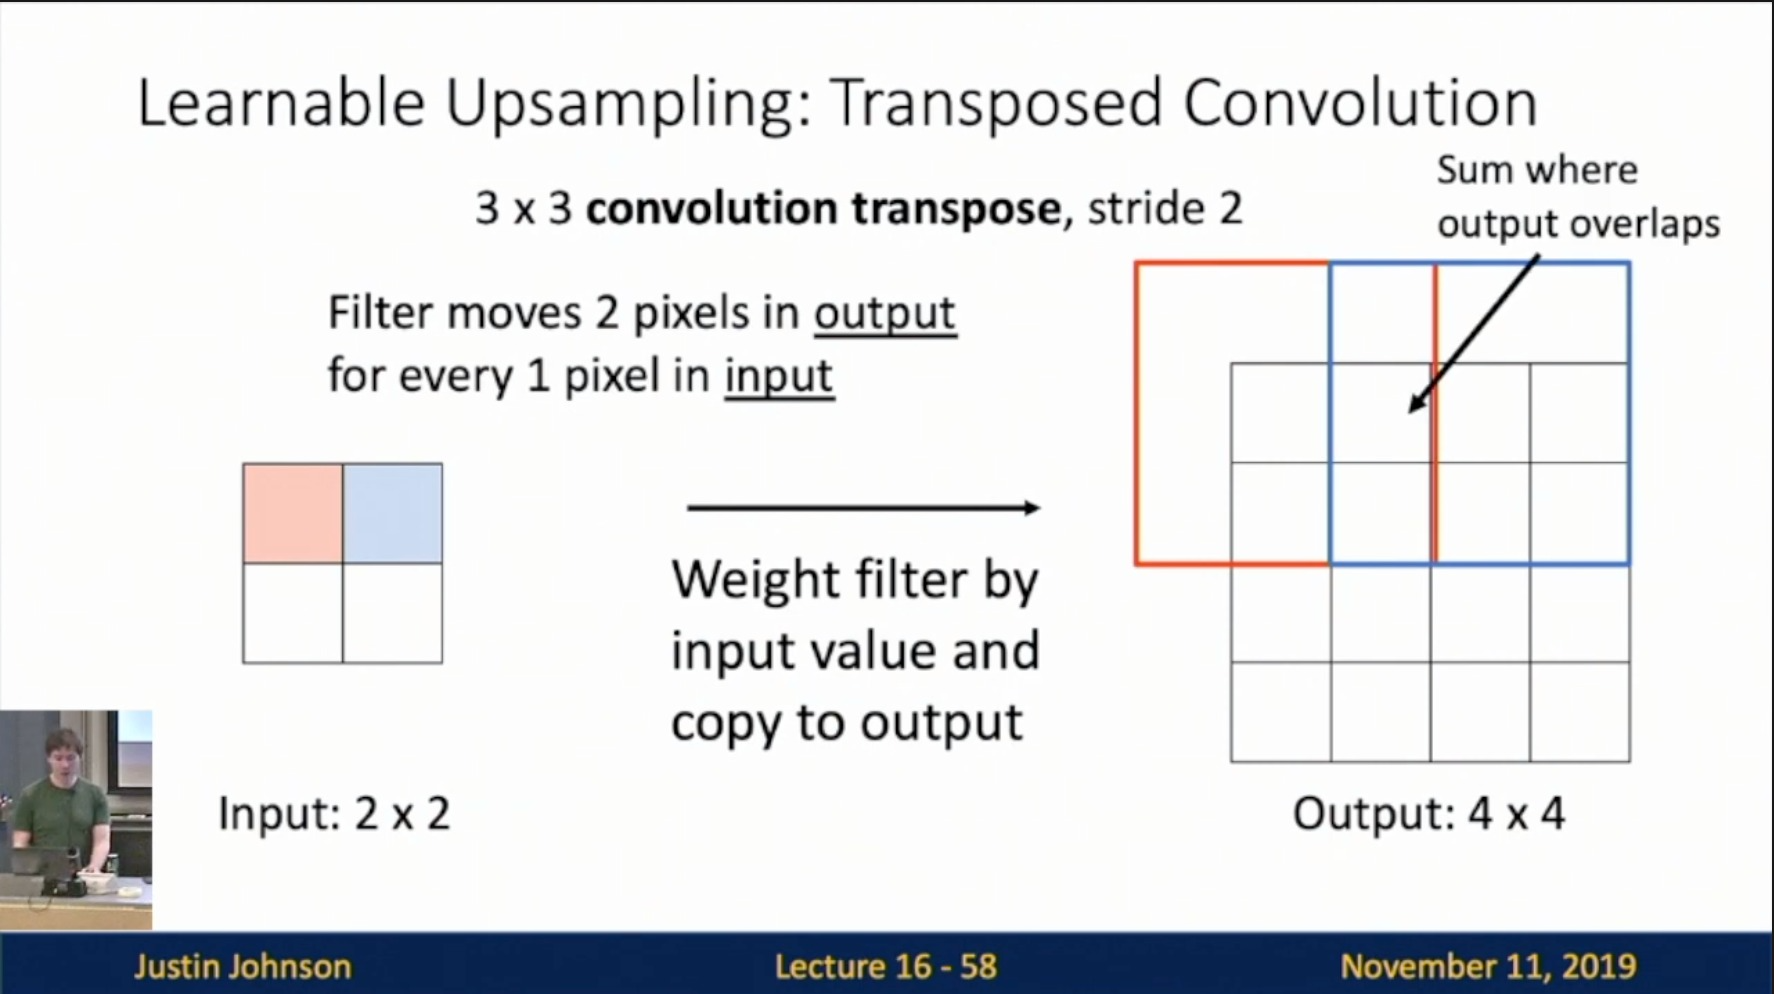 Learnable Upsampling: Transposed Convolution
Sum where
output overlaps
3 x 3 convolution transpose, stride 2
Filter moves 2 pixels in output
for every 1 pixel in input
Weight filter by
input value and
copy to output
Input: 2 x 2
Output: 4 x 4
Justin Johnson
Lecture 16 - 58
November 11, 2019